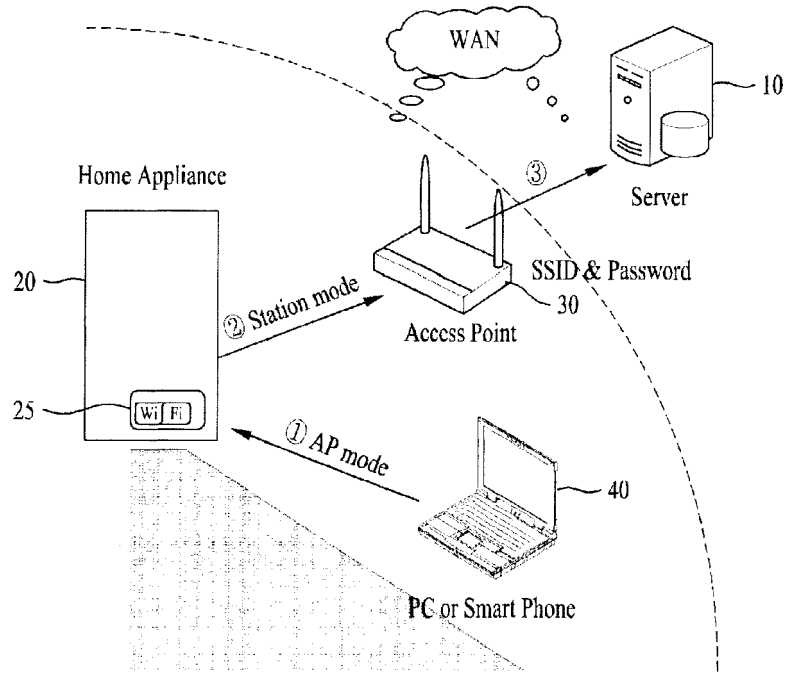 WAN
10
Server
Home Appliance
20
③
SSID & Password
30
Access Point
② Station mode
25
Wi Fi
① AP mode
40
PC or Smart Phone